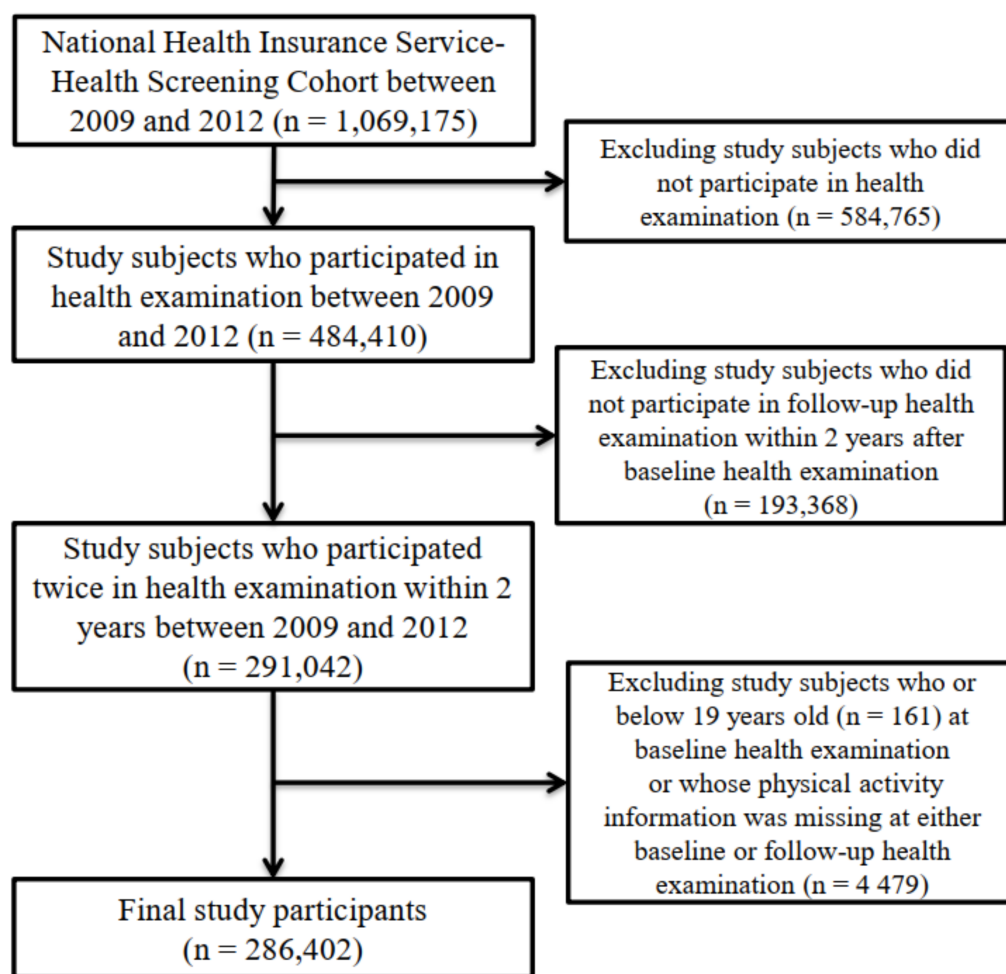 National Health Insurance Service-
Health Screening Cohort between
2009 and 2012 (n = 1,069,175)
Excluding study subjects who did
not participate in health
examination (n = 584,765)
Study subjects who participated in
health examination between 2009
and 2012 (n = 484,410)
Excluding study subjects who did
not participate in follow-up health
examination within 2 years after
baseline health examination
(n = 193,368)
Study subjects who participated
twice in health examination within 2
years between 2009 and 2012
(n = 291,042)
Excluding study subjects who or
below 19 years old (n = 161) at
baseline health examination
or whose physical activity
information was missing at either
baseline or follow-up health
examination (n = 4 479)
Final study participants
(n = 286,402)